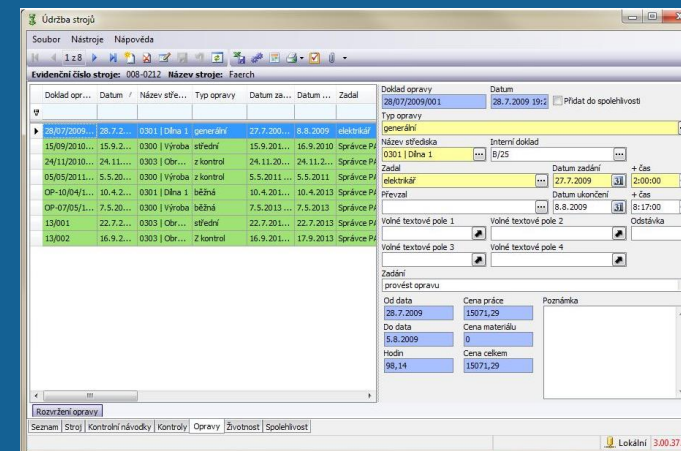 Údržba strojů
Soubor Nástroje Nápověda
1 z 8
Evidenční číslo stroje: 008-0212 Název stroje: Faerch
Doklad opr... Datum Název stře... Typ opravy Datum za... Datum ... Zadal
28/07/2009... 28.7.2... 0301 | Dílna 1 generální 27.7.200... 8.8.2009 elektrikář
15/09/2010... 15.9.2... 0300 | Výroba střední 15.9.201... 16.9.2010 Správce PA
24/11/2010... 24.11.... 0303 | Obr... z kontrol 24.11.20... 24.11.2... Správce PA
05/05/2011... 5.5.20... 0300 | Výroba z kontrol 5.5.2011 ... 5.5.2011 Správce PA
OP-10/04/1... 10.4.2... 0301 | Dílna 1 běžná 10.4.201... 10.4.2013 Správce PA
OP-07/05/1... 7.5.20... 0300 | Výroba běžná 7.5.2013 ... 7.5.2013 Správce PA
13/001 22.7.2... 0303 | Obr... střední 22.7.201... 22.7.2013 Správce PA
13/002 16.9.2... 0303 | Obr... Z kontrol 16.9.201... 17.9.2013 Správce PA
Rozvržení opravy
Doklad opravy Datum
28/07/2009/001 28.7.2009 19:2 Přidat do spolehlivosti
Typ opravy
generální
Název střediska Interní doklad
0301 | Dílna 1 ... B/25 ...
Zadal Datum zadání + čas
elektrikář ... 27.7.2009 31 2:00:00
Převzal Datum ukončení + čas
... 8.8.2009 31 8:17:00
Volné textové pole 1 Volné textové pole 2 Odstávka
Volné textové pole 3 Volné textové pole 4
Zadání
provést opravu
Od data Cena práce Poznámka
28.7.2009 15071,29
Do data Cena materiálu
5.8.2009 0
Hodin Cena celkem
98,14 15071,29
Seznam Stroj Kontrolní návodky Kontroly Opravy Životnost Spolehlivost
Lokální 3.00.37